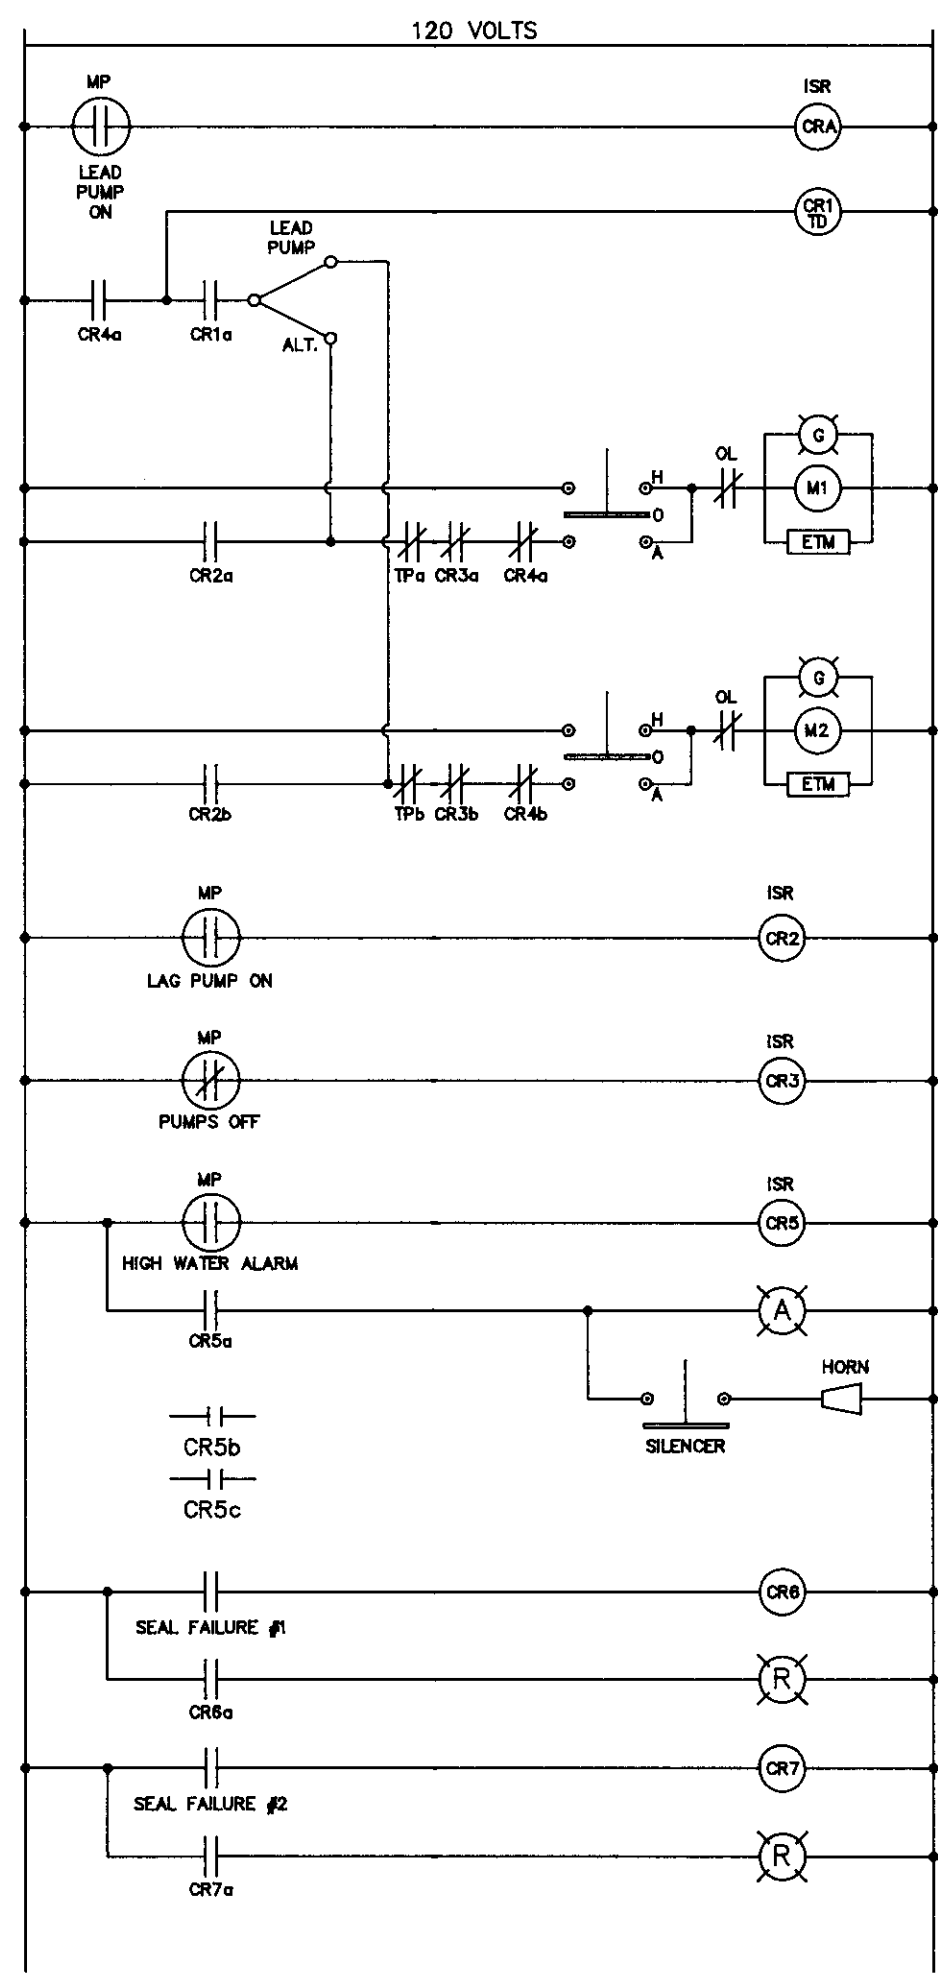 120 VOLTS
MP
ISR
CRA
LEAD
PUMP
ON
CR1
TD
LEAD
PUMP
CR4a
CR1a
ALT.
G
OL
H
M1
O
A
ETM
CR2a
TPa
CR3a
CR4a
G
OL
H
M2
O
A
ETM
CR2b
TPb
CR3b
CR4b
MP
ISR
CR2
LAG PUMP ON
MP
ISR
CR3
PUMPS OFF
MP
ISR
CR5
HIGH WATER ALARM
A
CR5a
HORN
SILENCER
CR5b
CR5c
CR6
SEAL FAILURE #1
R
CR6a
CR7
SEAL FAILURE #2
R
CR7a